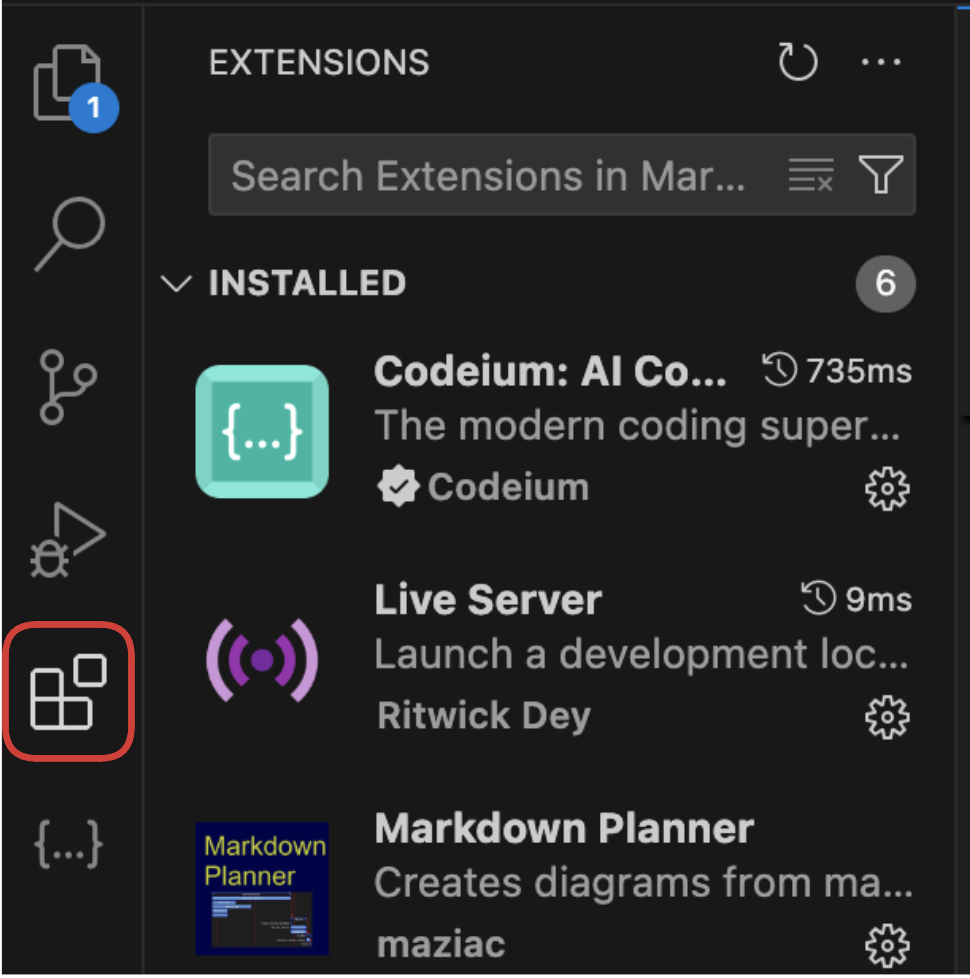 EXTENSIONS
1
Search Extensions in Mar...
INSTALLED
6
Codeium: AI Co...
735ms
{...}
The modern coding super...
Codeium
Live Server
9ms
Launch a development loc...
Ritwick Dey
{...}
Markdown Planner
Markdown
Planner
Creates diagrams from ma...
maziac